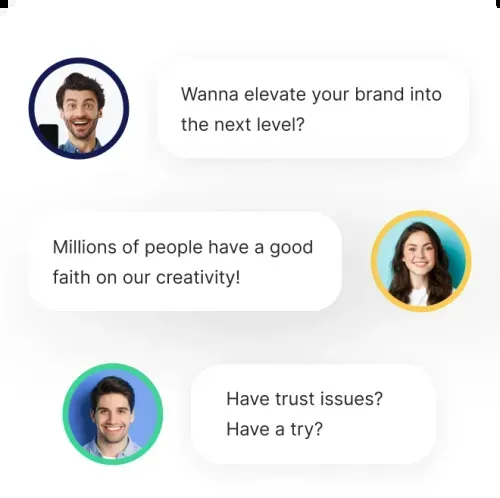 Wanna elevate your brand into
the next level?
Millions of people have a good
faith on our creativity!
Have trust issues?
Have a try?